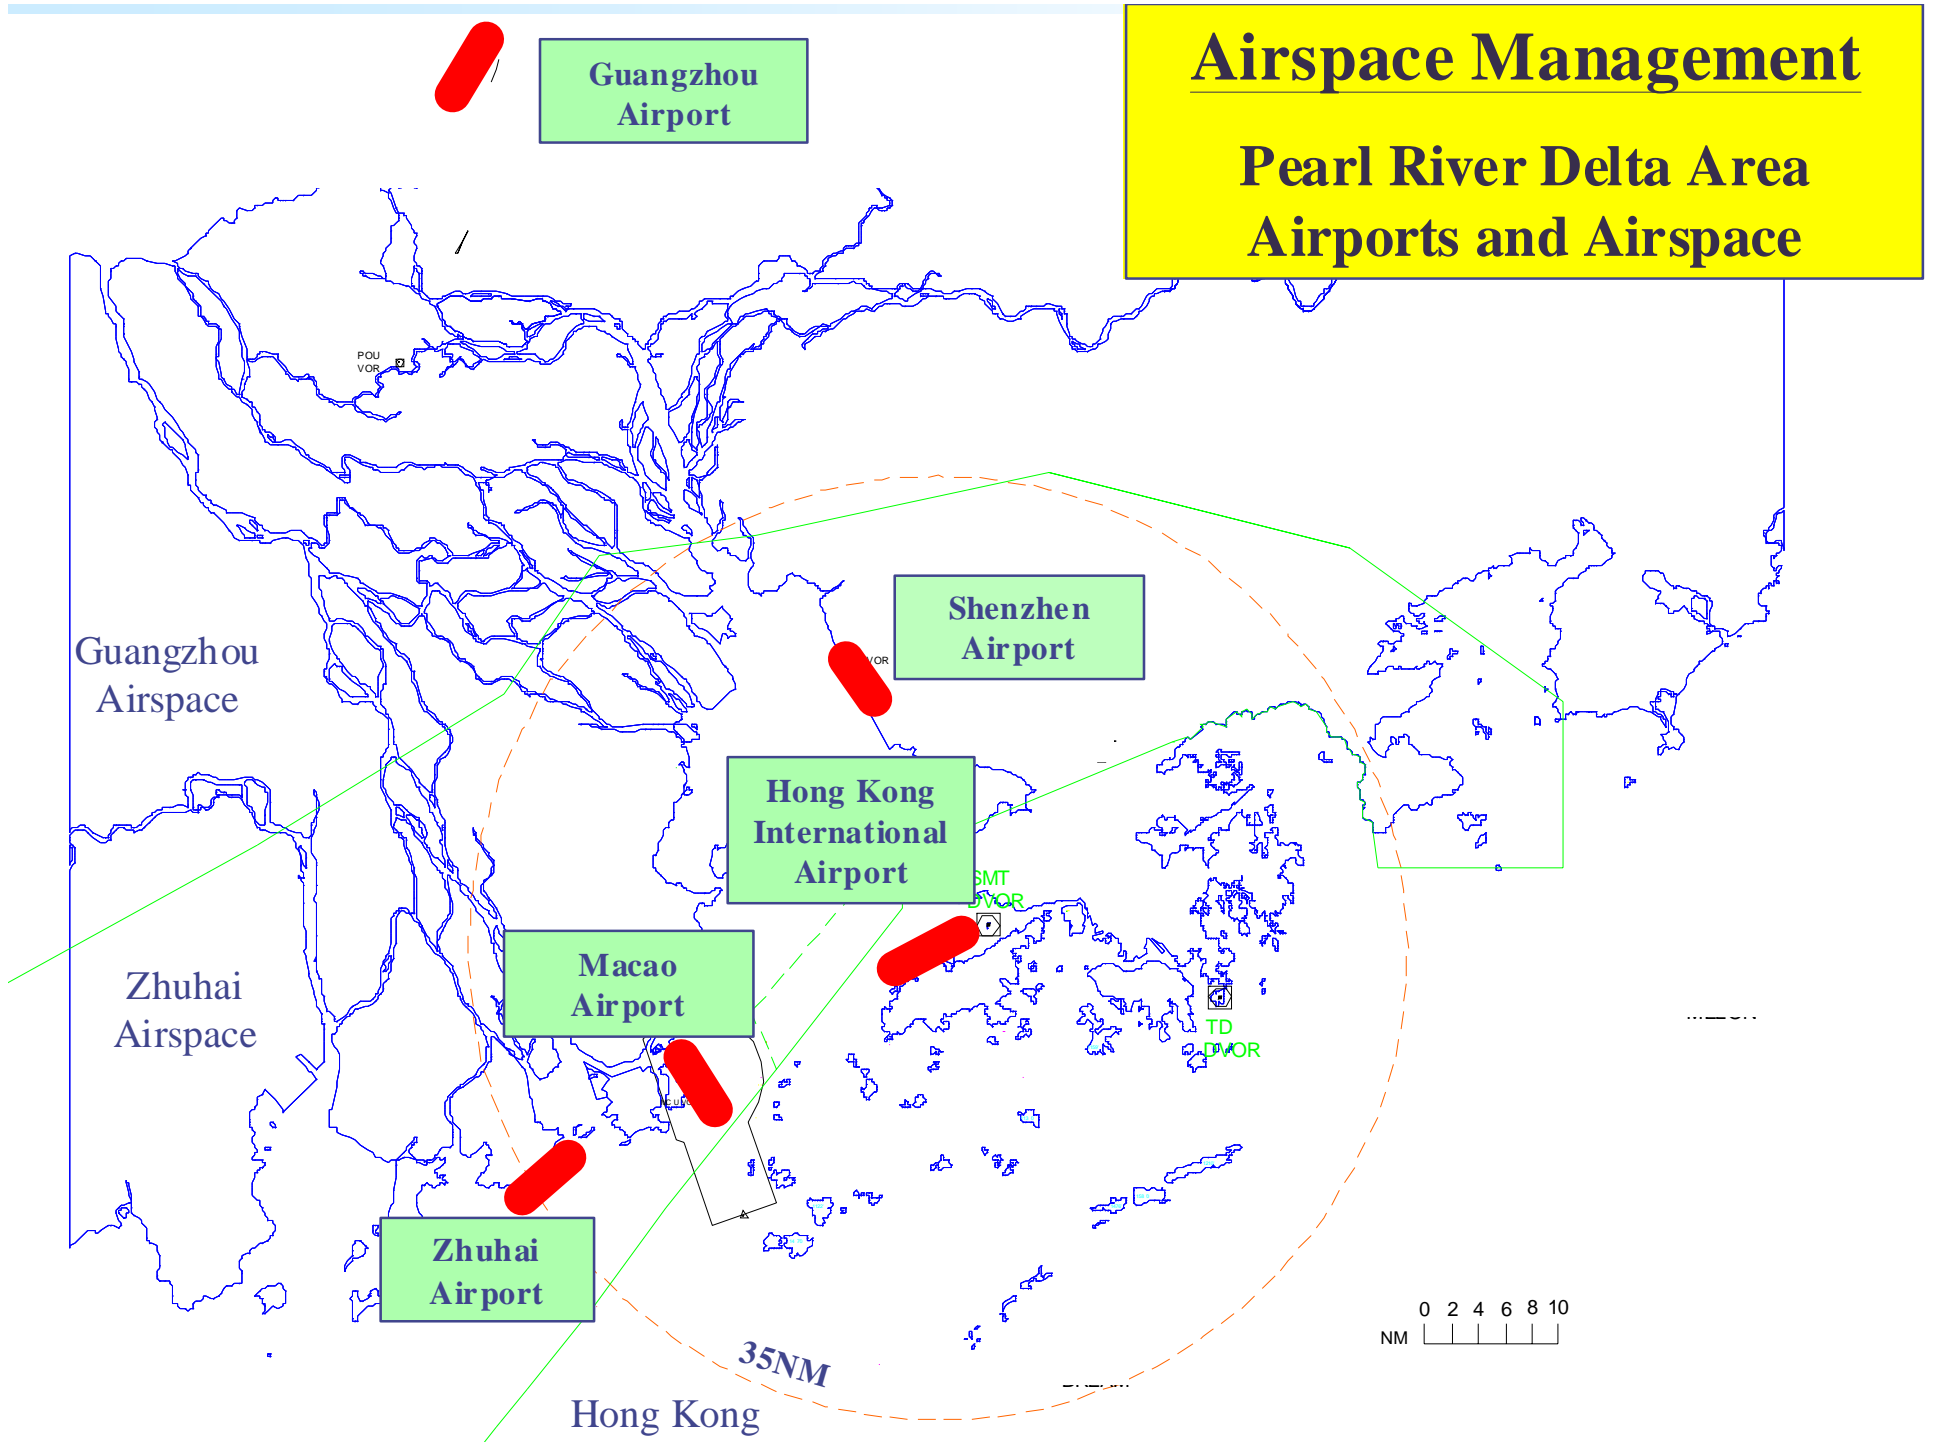 Airspace Management
Pearl River Delta Area
Airports and Airspace
Guangzhou
Airport
POU
VOR
Shenzhen
Airport
VOR
Guangzhou
Airspace
Hong Kong
International
Airport
SMT
DVOR
Macao
Airport
Zhuhai
Airspace
TD
DVOR
Zhuhai
Airport
0 2 4 6 8 10
NM
35NM
Hong Kong